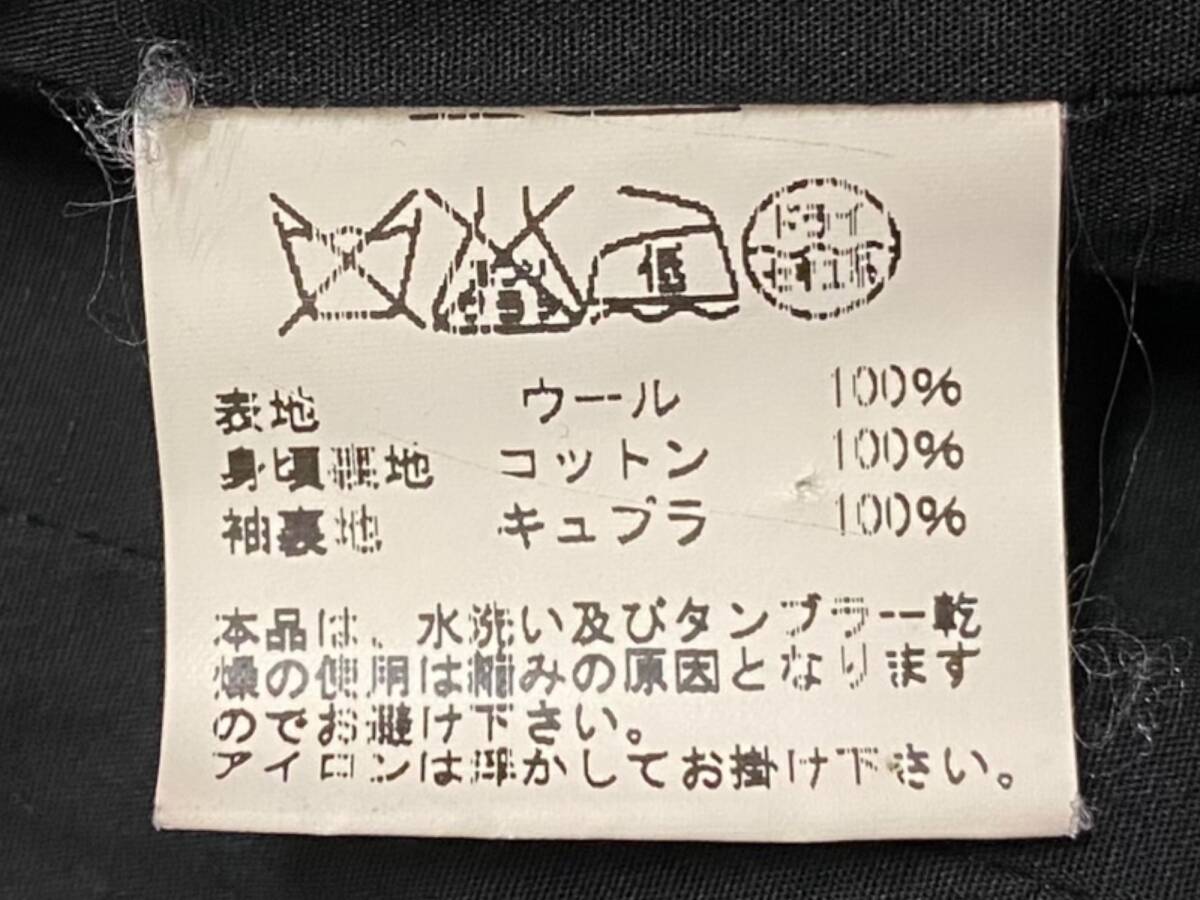 低
ドライ
表地 ウール 100%
身頃裏地 コットン 100%
袖裏地 キュプラ 100%
本品は、水洗い及びタンブラー乾
燥の使用は縮みの原因となります
のでお避け下さい。
アイロンは浮かしてお掛け下さい。